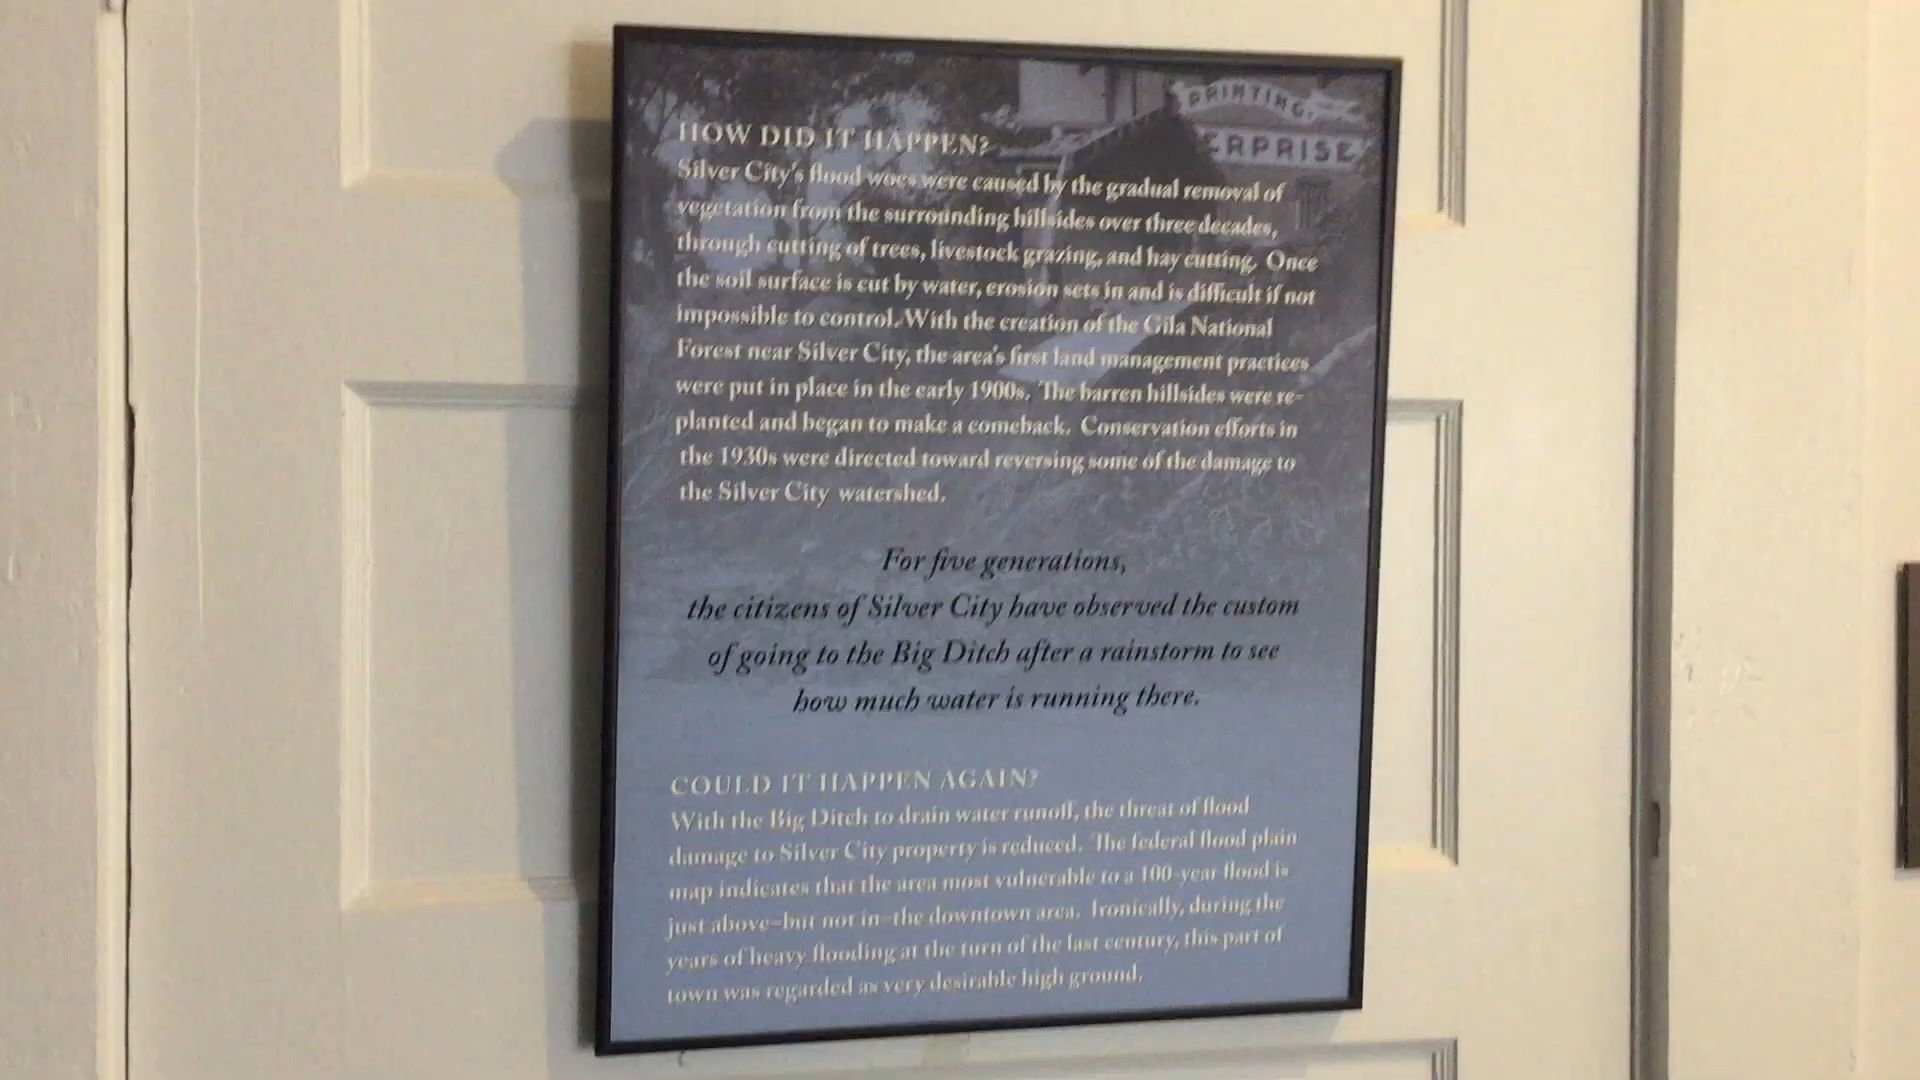 PRINTING,
ERPRISE
HOW DID IT HAPPEN?
Silver City's flood woes were caused by the gradual removal of
vegetation from the surrounding hillsides over three decades,
through cutting of trees, livestock grazing, and hay cutting. Once
the soil surface is cut by water, erosion sets in and is difficult if not
impossible to control. With the creation of the Gila National
Forest near Silver City, the area's first land management practices
were put in place in the early 1900s. The barren hillsides were re-
planted and began to make a comeback. Conservation efforts in
the 1930s were directed toward reversing some of the damage to
the Silver City watershed.
For five generations,
the citizens of Silver City have observed the custom
of going to the Big Ditch after a rainstorm to see
how much water is running there.
COULD IT HAPPEN AGAIN?
With the Big Ditch to drain water runoff, the threat of flood
damage to Silver City property is reduced. The federal flood plain
map indicates that the area most vulnerable to a 100-year flood is
just above–but not in–the downtown area. Ironically, during the
years of heavy flooding at the turn of the last century, this part of
town was regarded as very desirable high ground.